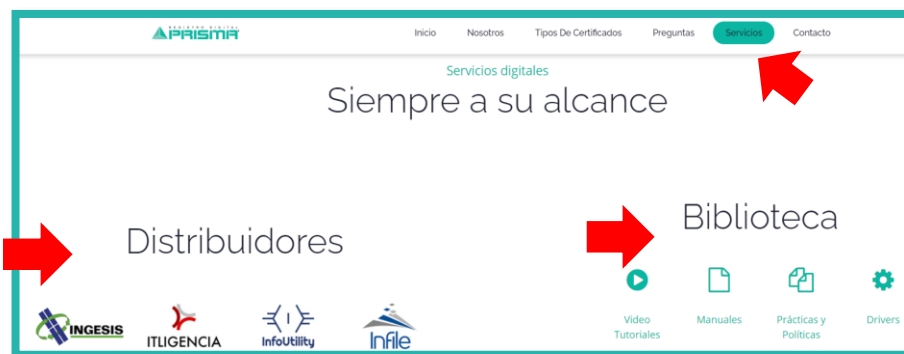 REGISTRO DIGITAL
PRISMA
Inicio Nosotros Tipos De Certificados Preguntas Servicios Contacto
Servicios digitales
Siempre a su alcance
Distribuidores
Biblioteca
INGESIS
ITLIGENCIA
InfoUtility
Infile
Video
Tutoriales
Manuales
Prácticas y
Políticas
Drivers